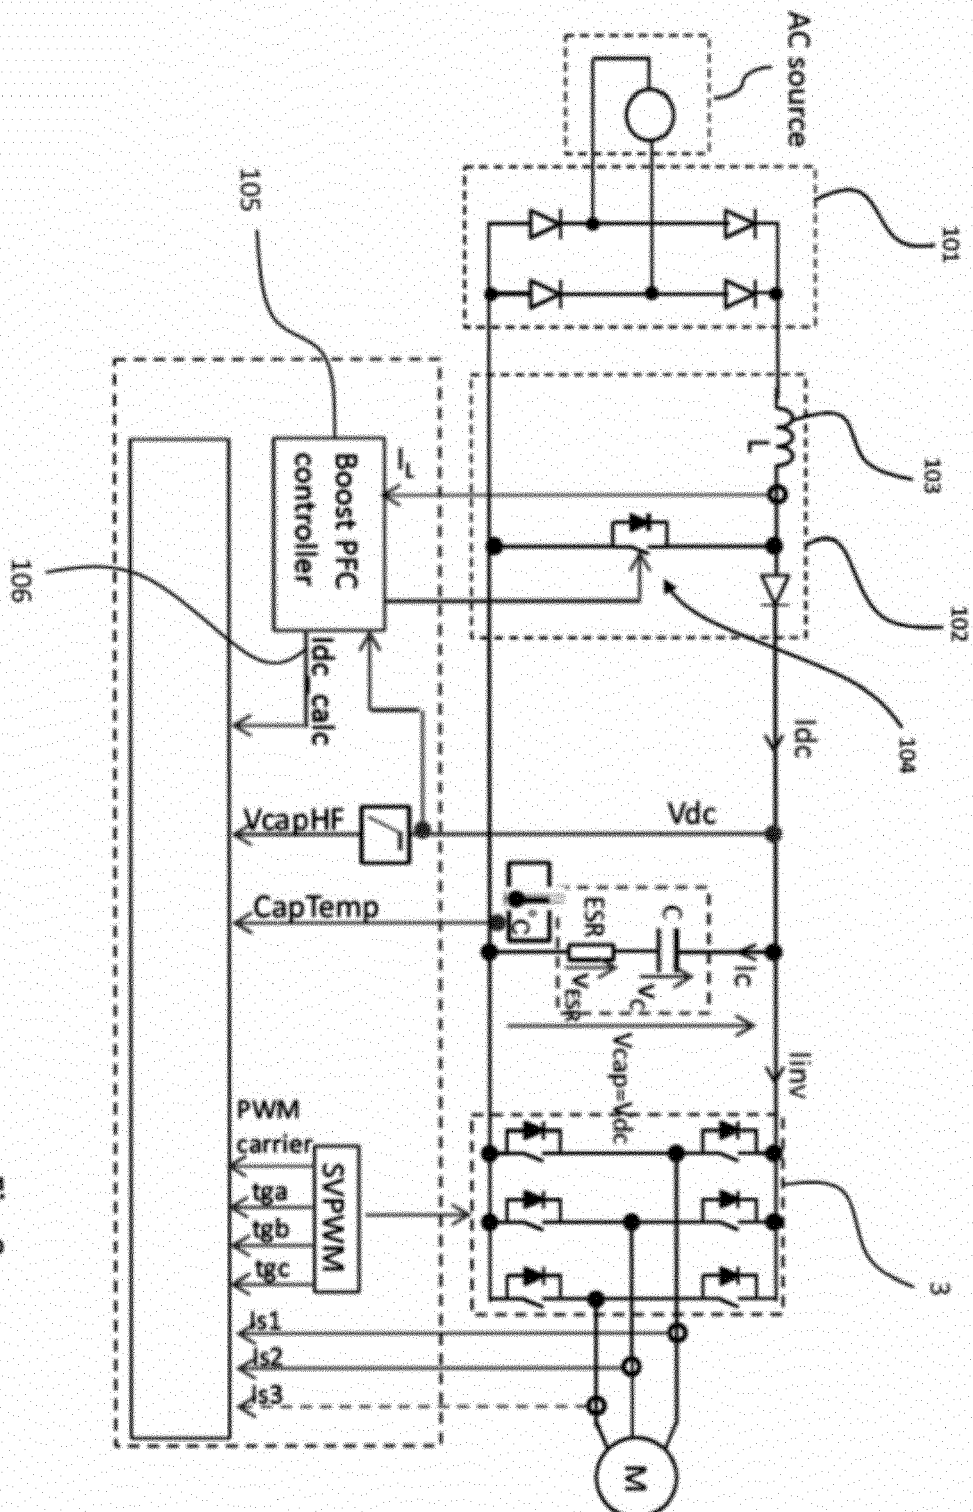 AC source
101
102
103
L
104
105
106
Boost PFC
controller
Idc_calc
Idc
Vdc
VcapHF
CapTemp
C°
ESR
C
Ic
VC
VESR
Vcap=Vdc
Iinv
3
PWM
carrier
SVPWM
tga
tgb
tgc
is1
is2
is3
M